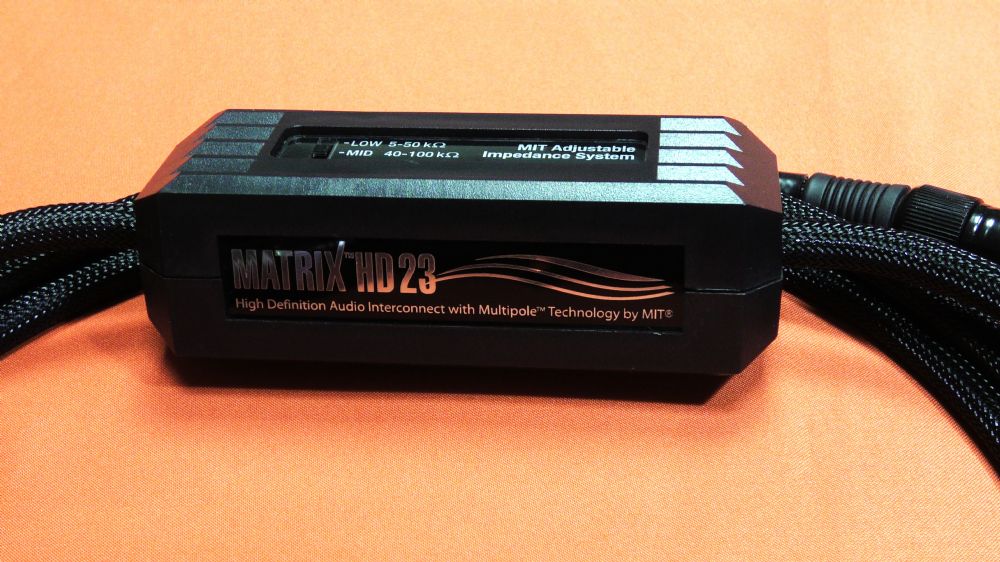 -LOW 5-50 kΩ
-MID 40-100 kΩ
MIT Adjustable
Impedance System
MATRIX™ HD 23
High Definition Audio Interconnect with Multipole™ Technology by MIT®